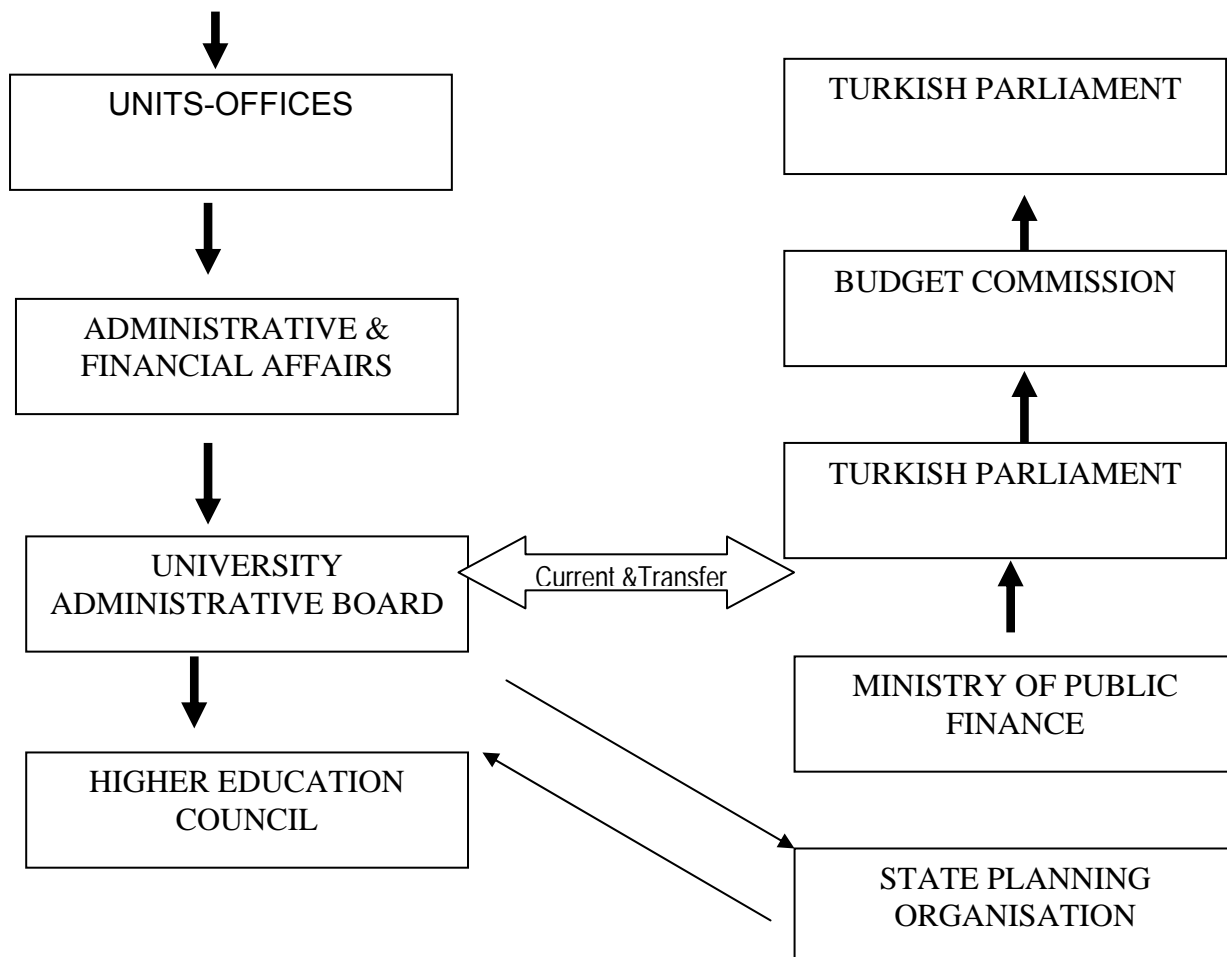 UNITS-OFFICES
ADMINISTRATIVE &
FINANCIAL AFFAIRS
UNIVERSITY
ADMINISTRATIVE BOARD
HIGHER EDUCATION
COUNCIL
Current &Transfer
TURKISH PARLIAMENT
BUDGET COMMISSION
TURKISH PARLIAMENT
MINISTRY OF PUBLIC
FINANCE
STATE PLANNING
ORGANISATION